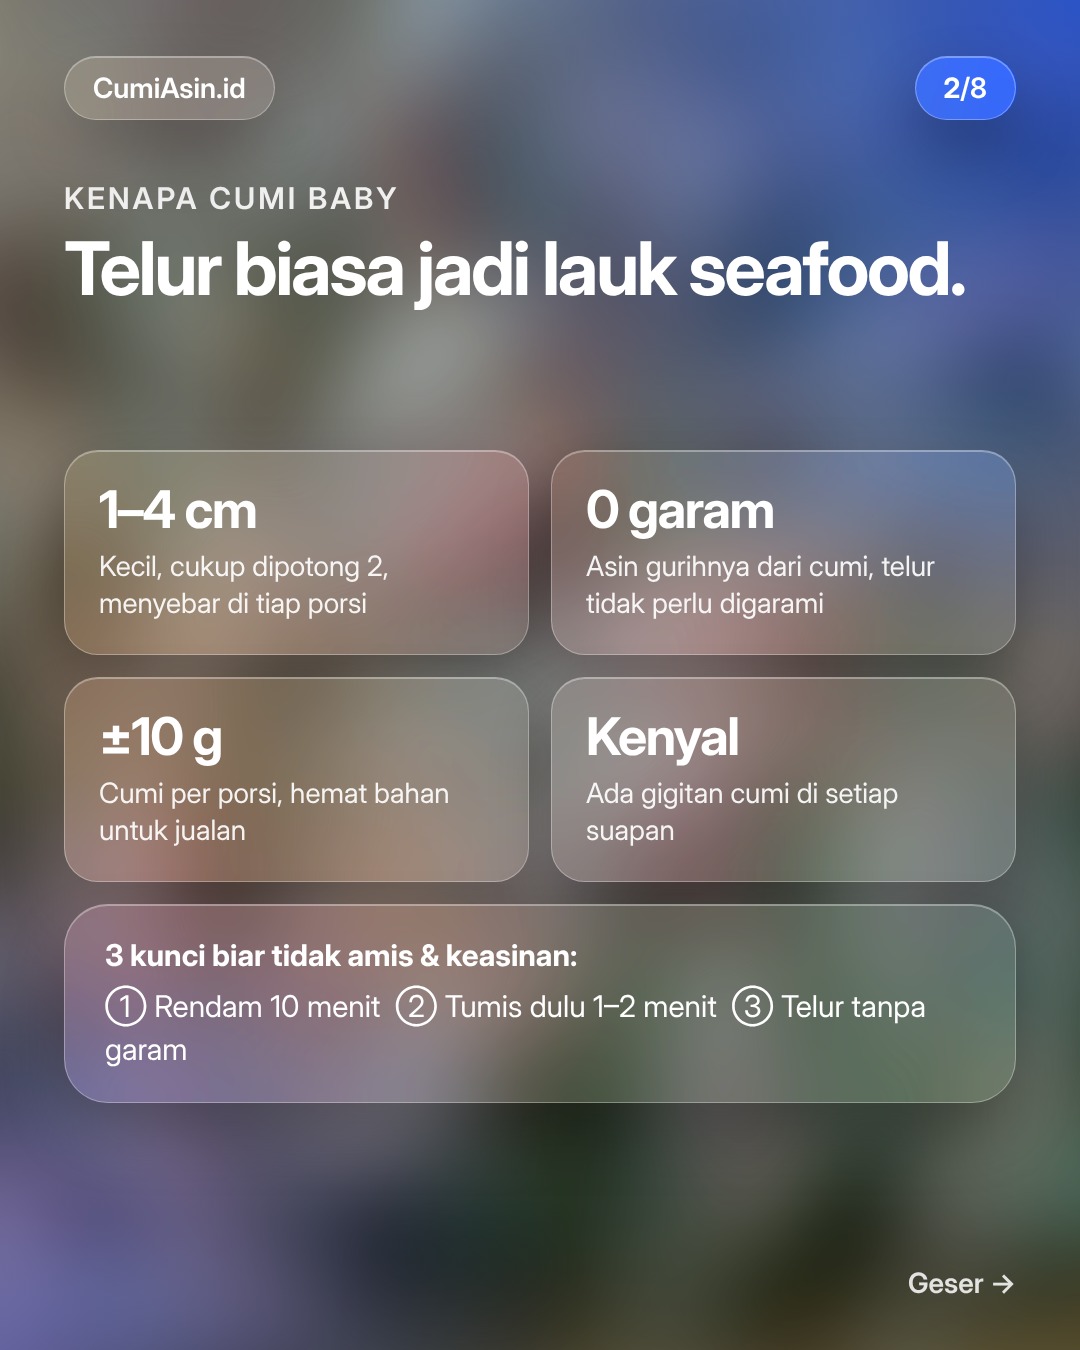 CumiAsin.id
2/8
KENAPA CUMI BABY
Telur biasa jadi lauk seafood.
1–4 cm
Kecil, cukup dipotong 2,
menyebar di tiap porsi
0 garam
Asin gurihnya dari cumi, telur
tidak perlu digarami
±10 g
Cumi per porsi, hemat bahan
untuk jualan
Kenyal
Ada gigitan cumi di setiap
suapan
3 kunci biar tidak amis & keasinan:
① Rendam 10 menit ② Tumis dulu 1–2 menit ③ Telur tanpa
garam
Geser →